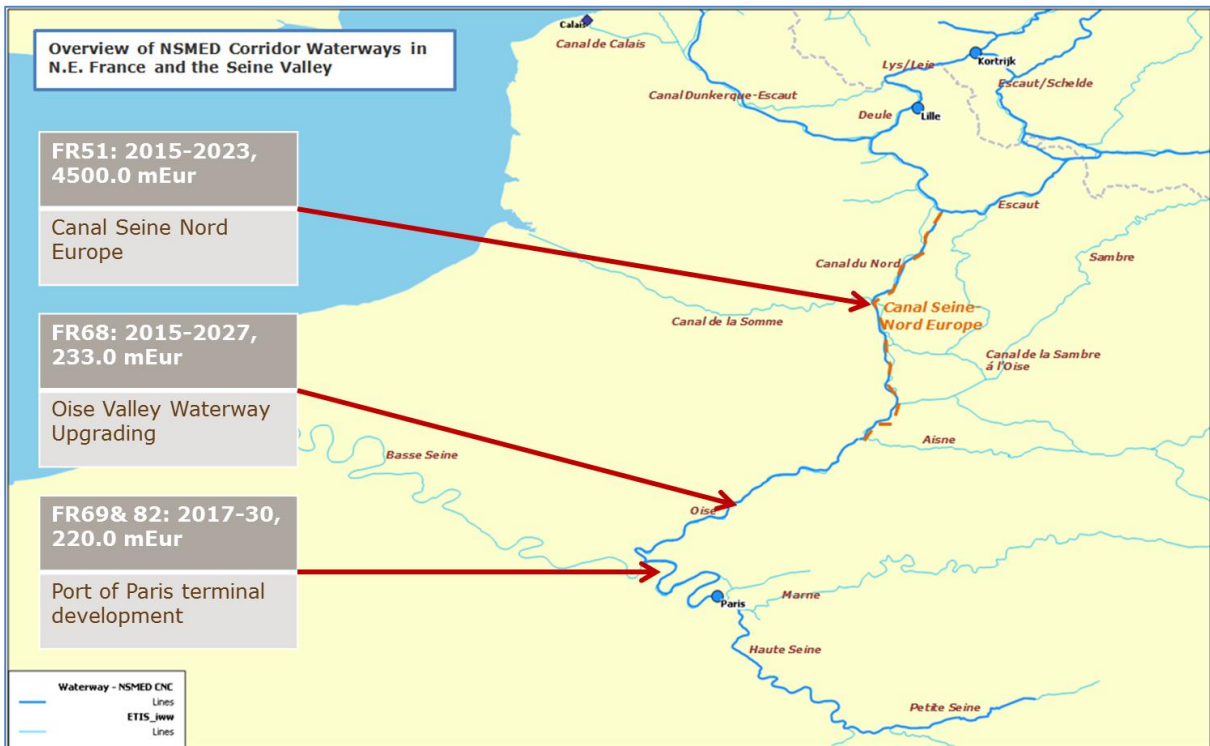 Overview of NSMED Corridor Waterways in
N.E. France and the Seine Valley
Calais
Canal de Calais
Lys/Leie
Kortrijk
Escaut/Schelde
Canal Dunkerque-Escaut
Deule
Lille
FR51: 2015-2023,
4500.0 mEur
Canal Seine Nord
Europe
Escaut
Canal du Nord
Sambre
Canal Seine-
Nord Europe
Canal de la Somme
Canal de la Sambre
á l'Oise
FR68: 2015-2027,
233.0 mEur
Oise Valley Waterway
Upgrading
Aisne
Basse Seine
Oise
FR69& 82: 2017-30,
220.0 mEur
Port of Paris terminal
development
Paris
Marne
Haute Seine
Petite Seine
Waterway - NSMED CNC
Lines
ETIS_iww
Lines